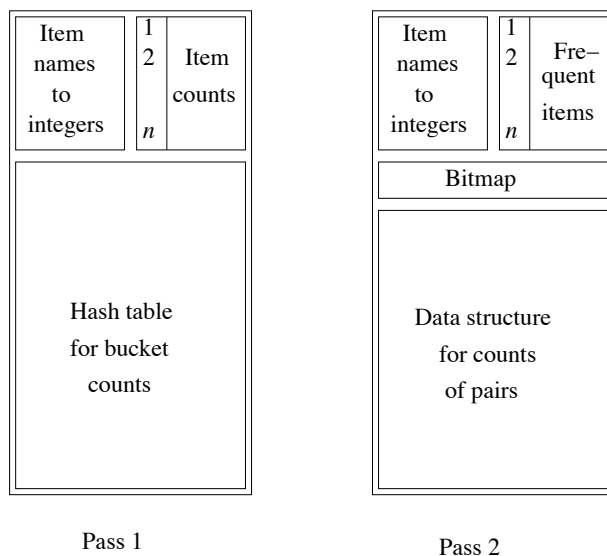 Item
names
to
integers
1
2
n
Item
counts
Hash table
for bucket
counts
Pass 1
Item
names
to
integers
1
2
n
Fre–
quent
items
Bitmap
Data structure
for counts
of pairs
Pass 2